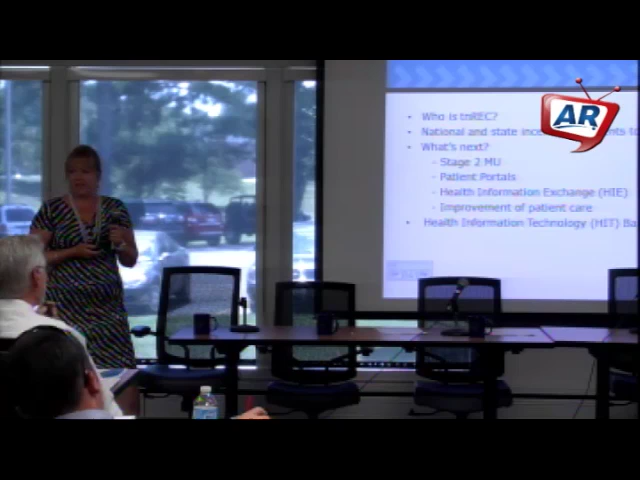 AR
Who is tnREC?
National and state ince
What's next?
- Stage 2 MU
- Patient Portals
- Health Information Exchange (HIE)
- Improvement of patient care
Health Information Technology (HIT) Ba